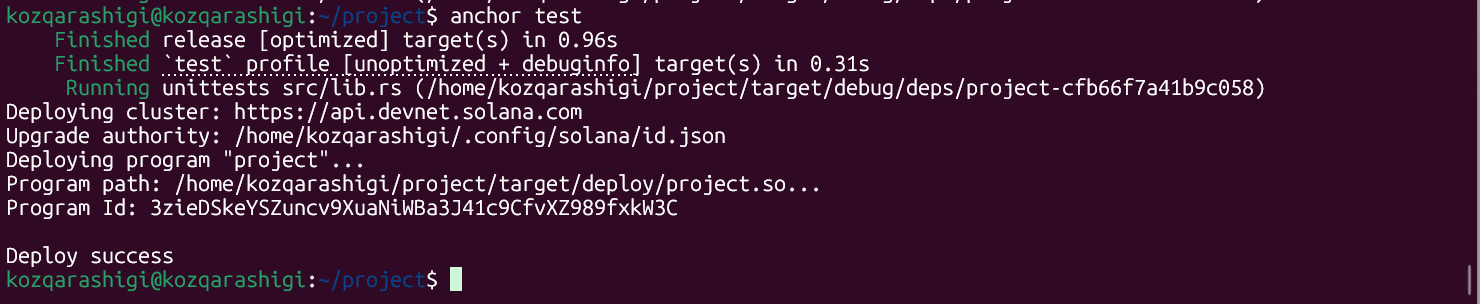 kozqarashigi@kozqarashigi:~/project$ anchor test
Finished release [optimized] target(s) in 0.96s
Finished `test` profile [unoptimized + debuginfo] target(s) in 0.31s
Running unittests src/lib.rs (/home/kozqarashigi/project/target/debug/deps/project-cfb66f7a41b9c058)
Deploying cluster: https://api.devnet.solana.com
Upgrade authority: /home/kozqarashigi/.config/solana/id.json
Deploying program "project"...
Program path: /home/kozqarashigi/project/target/deploy/project.so...
Program Id: 3zieDSkeYSZuncv9XuaNiWBa3J41c9CfvXZ989fxkW3C
Deploy success
kozqarashigi@kozqarashigi:~/project$